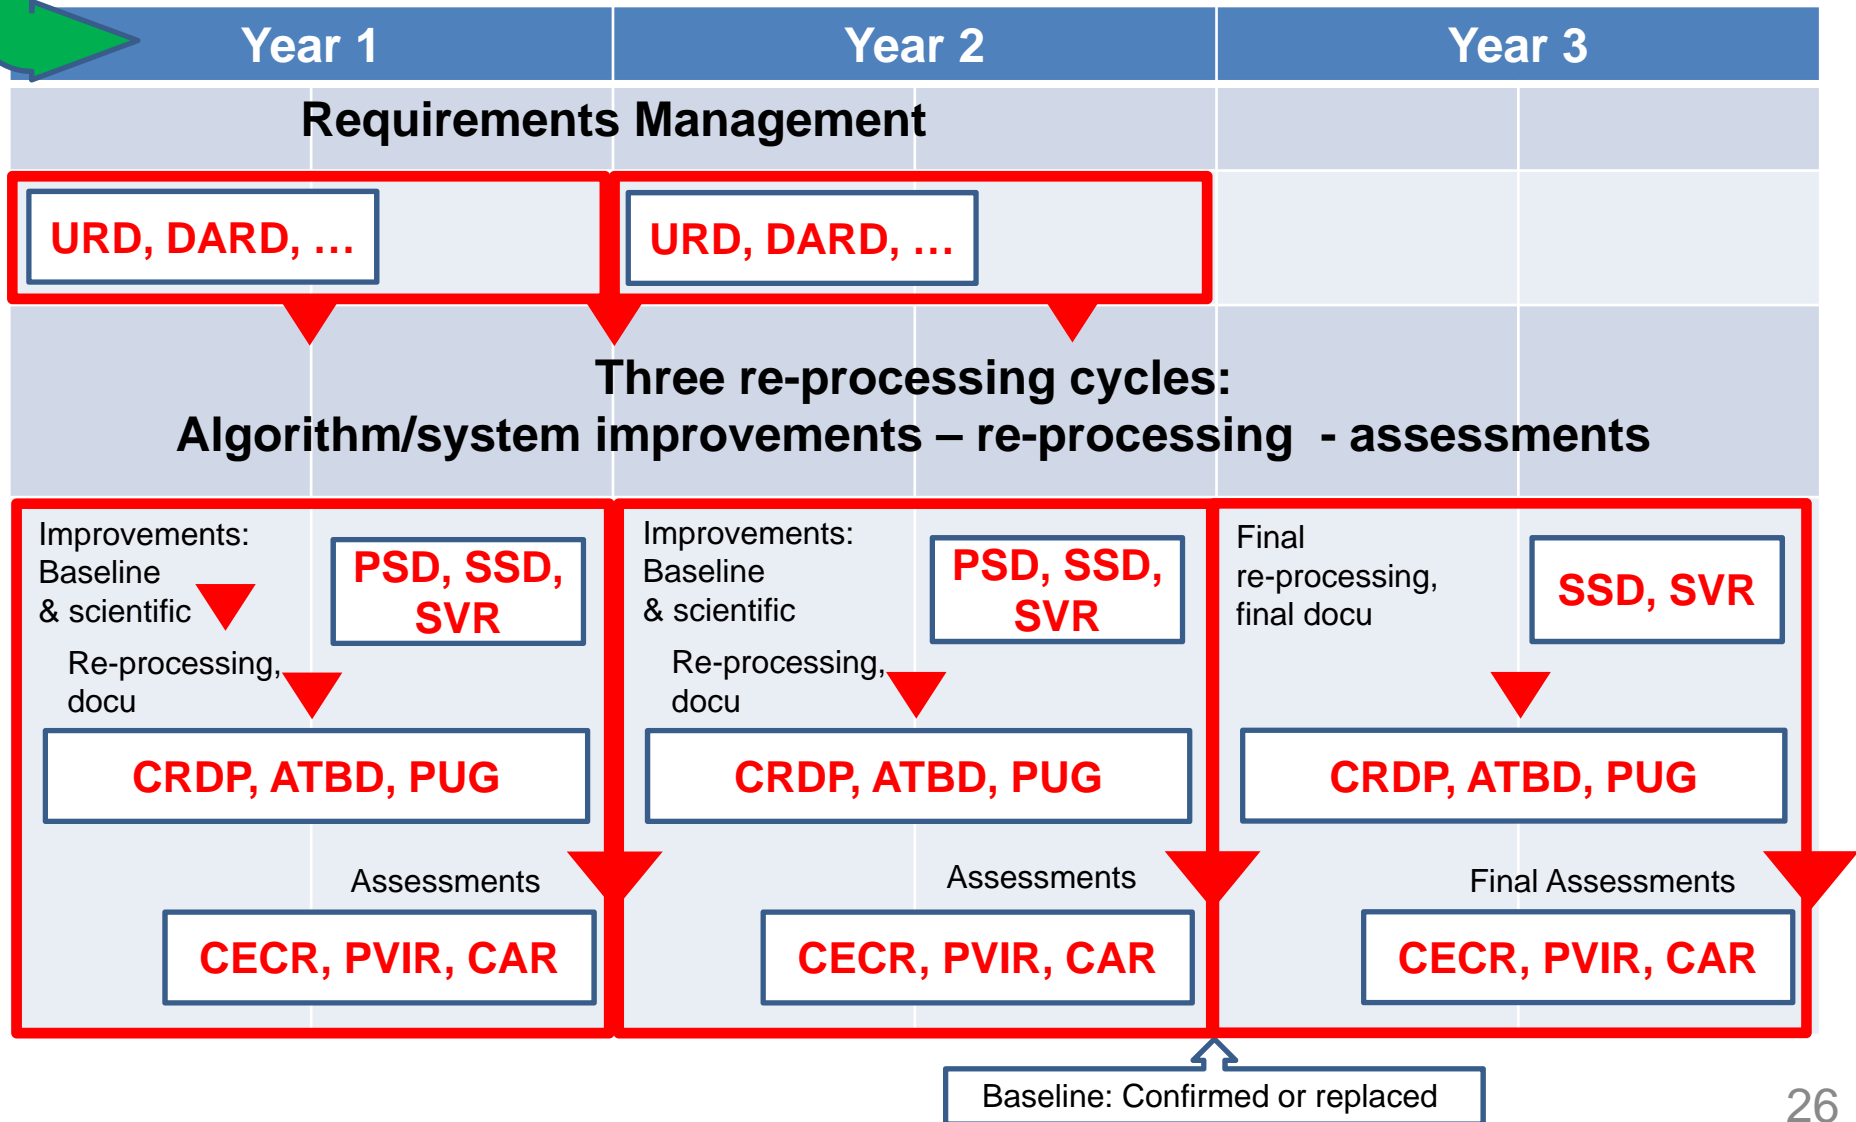 Year 1
Year 2
Year 3
Requirements Management
URD, DARD, …
URD, DARD, …
Three re-processing cycles:
Algorithm/system improvements – re-processing - assessments
Improvements:
Baseline
& scientific
PSD, SSD,
SVR
Re-processing,
docu
CRDP, ATBD, PUG
Assessments
CECR, PVIR, CAR
Improvements:
Baseline
& scientific
PSD, SSD,
SVR
Re-processing,
docu
CRDP, ATBD, PUG
Assessments
CECR, PVIR, CAR
Final
re-processing,
final docu
SSD, SVR
CRDP, ATBD, PUG
Final Assessments
CECR, PVIR, CAR
Baseline: Confirmed or replaced
26